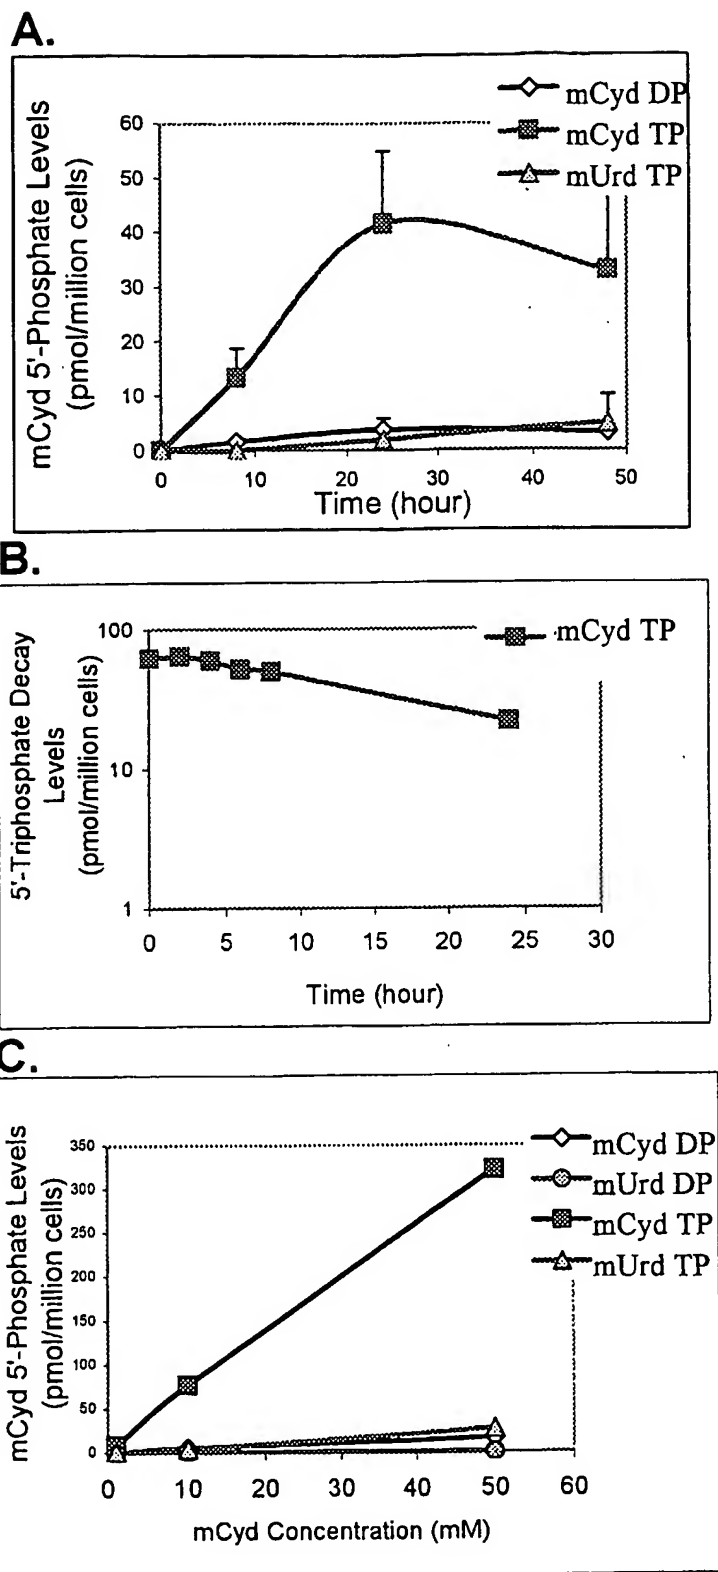 A.
mCyd DP
mCyd TP
mUrd TP
mCyd 5'-Phosphate Levels
(pmol/million cells)
60
50
40
30
20
10
0
0 10 20 30 40 50
Time (hour)
B.
mCyd TP
5'-Triphosphate Decay
Levels
(pmol/million cells)
100
10
1
0 5 10 15 20 25 30
Time (hour)
C.
mCyd DP
mUrd DP
mCyd TP
mUrd TP
mCyd 5'-Phosphate Levels
(pmol/million cells)
350
300
250
200
150
100
50
0
0 10 20 30 40 50 60
mCyd Concentration (mM)